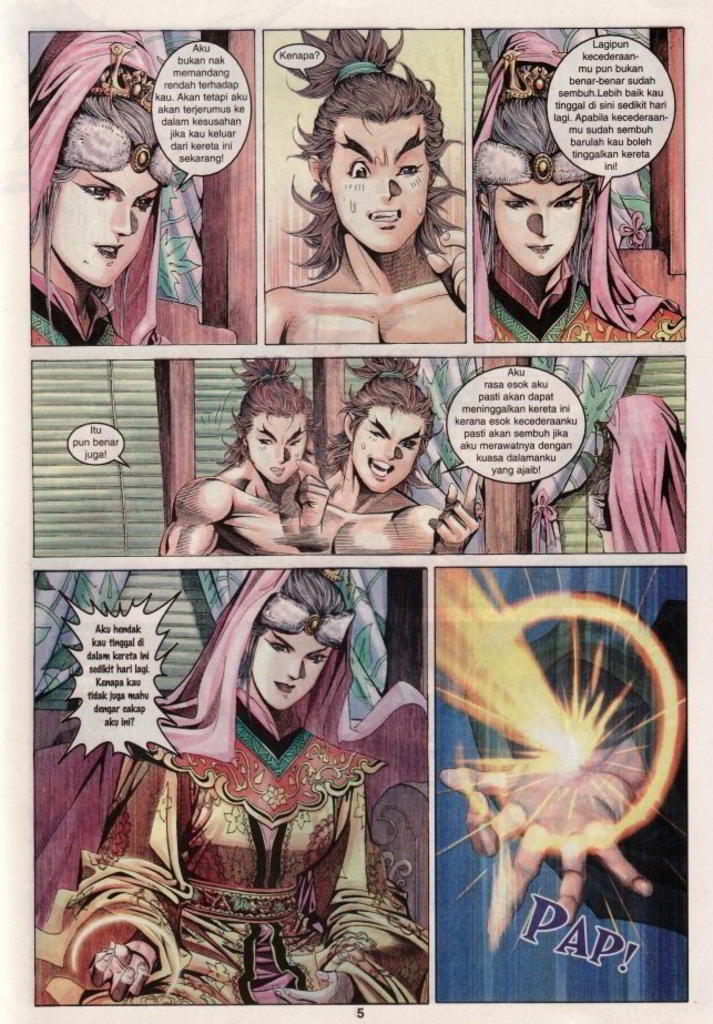 Aku
bukan nak
memandang
rendah terhadap
kau. Akan tetapi aku
akan terjerumus ke
dalam kesusahan
jika kau keluar
dari kereta ini
sekarang!
Kenapa?
Lagipun
kecederaan-
mu pun bukan
benar-benar sudah
sembuh.Lebih baik kau
tinggal di sini sedikit hari
lagi. Apabila kecederaan-
mu sudah sembuh
barulah kau boleh
tinggalkan kereta
ini!
Itu
pun benar
juga!
Aku
rasa esok aku
pasti akan dapat
meninggalkan kereta ini
kerana esok kecederaanku
pasti akan sembuh jika
aku merawatnya dengan
kuasa dalamanku
yang ajaib!
Aku hendak
kau tinggal di
dalam kereta ini
sedikit hari lagi.
Kenapa kau
tidak juga mahu
dengar cakap
aku ini?
PAP!
5